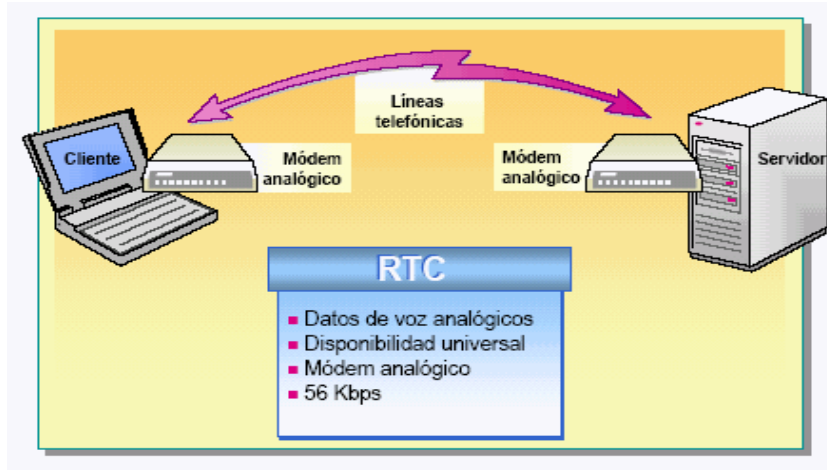 Líneas
telefónicas
Cliente
Módem
analógico
Módem
analógico
Servidor
RTC
Datos de voz analógicos
Disponibilidad universal
Módem analógico
56 Kbps